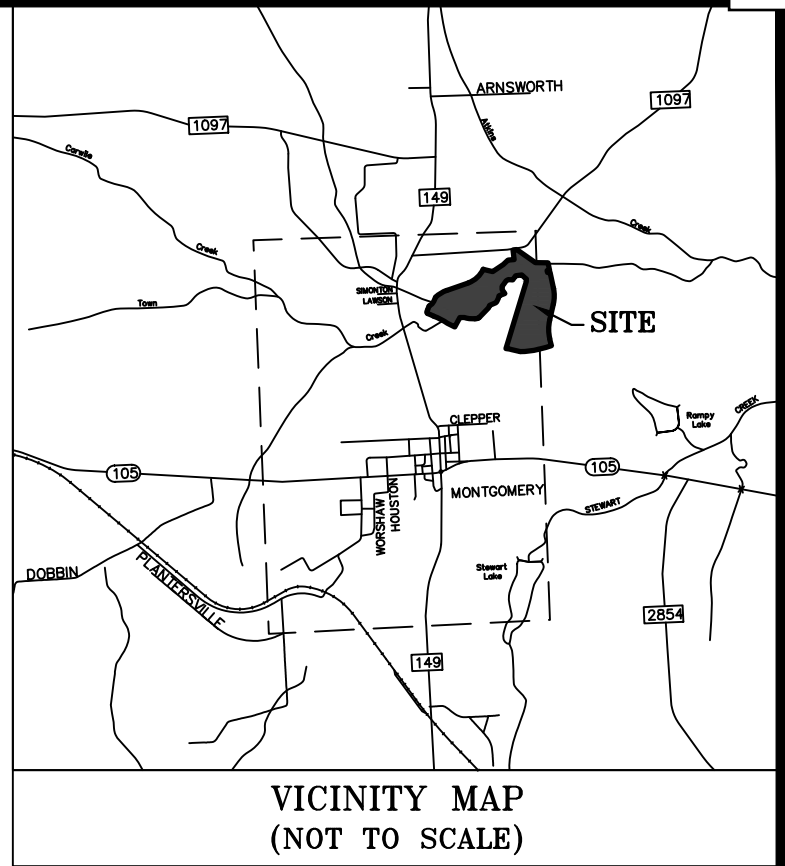 ARNSWORTH
1097
1097
Atkins
Carwile
149
Creek
Creek
SIMONTON
LAWSON
Town
SITE
Creek
CLEPPER
Rampy
Lake
CREEK
105
105
MONTGOMERY
WORSHAW
HOUSTON
STEWART
DOBBIN
PLANTERSVILLE
Stewart
Lake
2854
149
VICINITY MAP
(NOT TO SCALE)